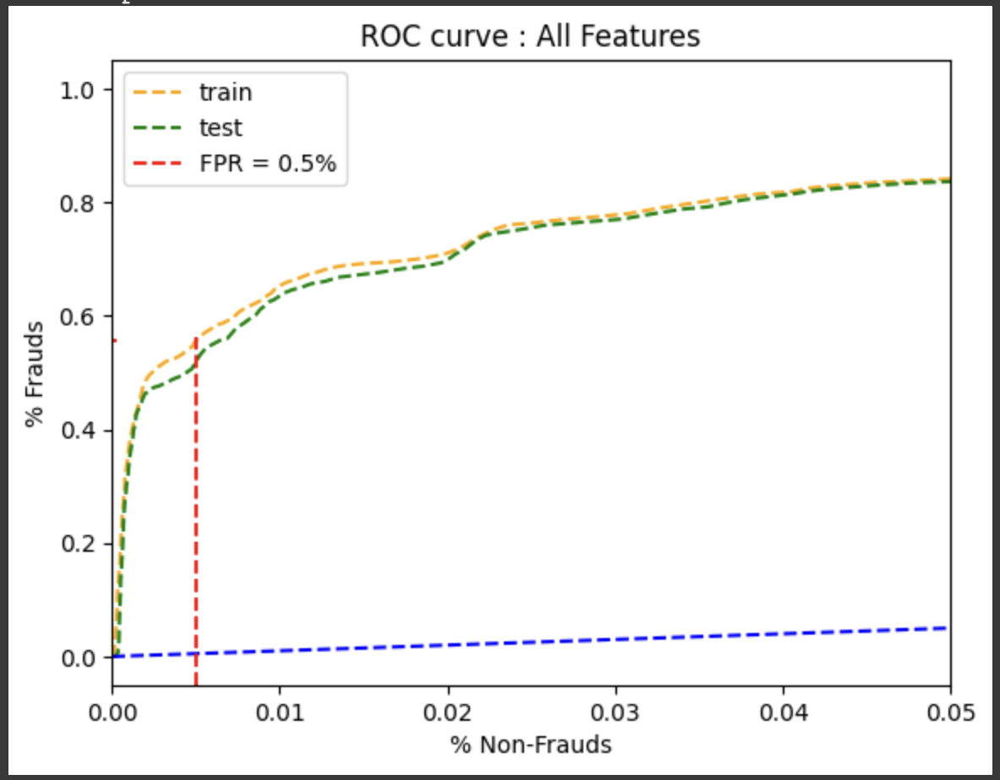 ROC curve : All Features
train
test
FPR = 0.5%
1.0
0.8
0.6
0.4
0.2
0.0
% Frauds
0.00 0.01 0.02 0.03 0.04 0.05
% Non-Frauds